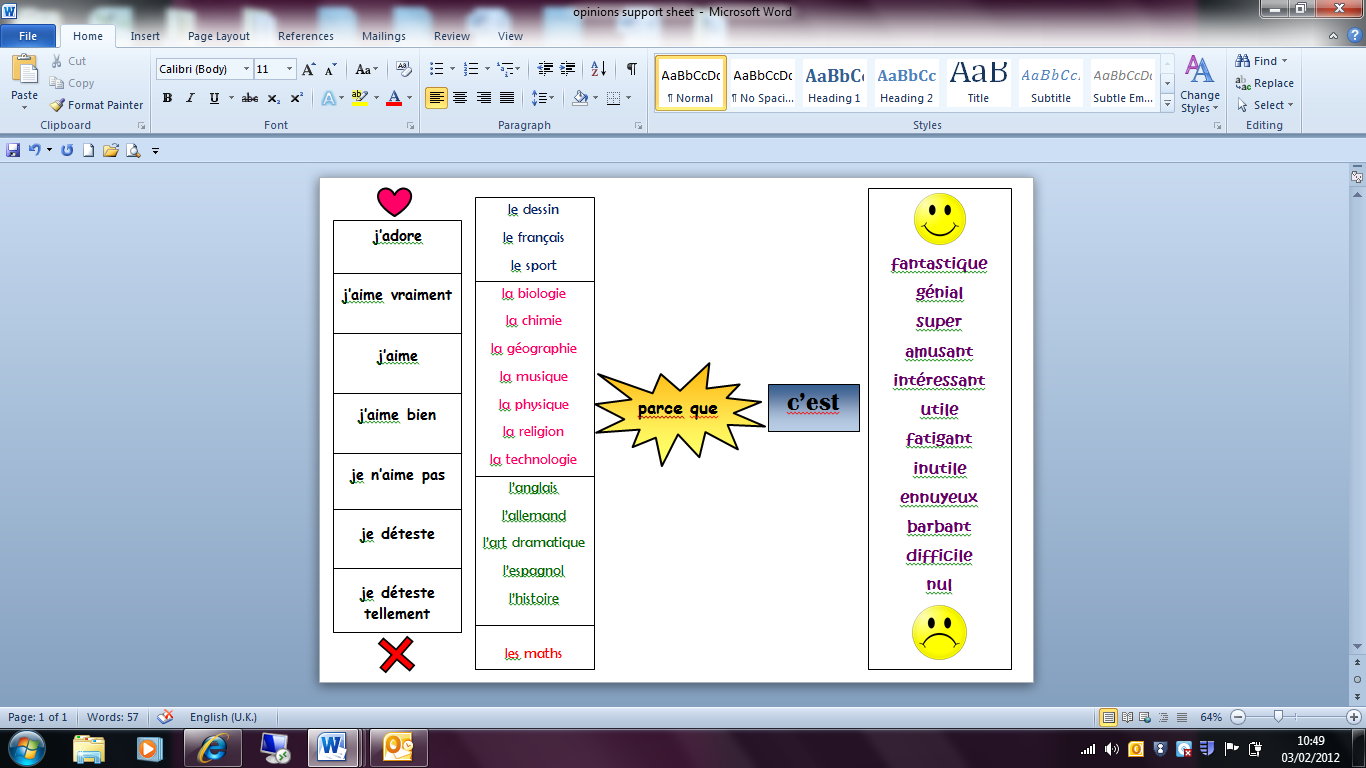 opinions support sheet - Microsoft Word
File Home Insert Page Layout References Mailings Review View
Paste
Cut
Copy
Format Painter
Clipboard
Calibri (Body) 11
Font
Paragraph
AaBbCcDc AaBbCcDc AaBbCc AaBbCc AaB AaBbCc. AaBbCcDc
¶ Normal ¶ No Spaci... Heading 1 Heading 2 Title Subtitle Subtle Em...
Change Styles
Styles
Find
Replace
Select
Editing
j'adore
j'aime vraiment
j'aime
j'aime bien
je n'aime pas
je déteste
je déteste
tellement
le dessin
le français
le sport
la biologie
la chimie
la géographie
la musique
la physique
la religion
la technologie
l'anglais
l'allemand
l'art dramatique
l'espagnol
l'histoire
les maths
parce que
c'est
fantastique
génial
super
amusant
intéressant
utile
fatigant
inutile
ennuyeux
barbant
difficile
nul
Page: 1 of 1 Words: 57 English (U.K.) 64%
10:49
03/02/2012